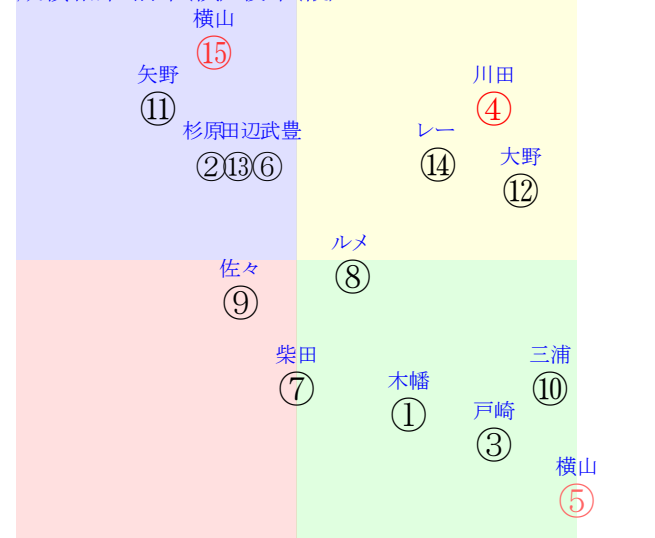 横山
⑮
矢野
⑪
川田
④
杉原田辺武豊
②⑬⑥
レー
⑭
大野
⑫
ルメ
⑧
佐々
⑨
柴田
⑦
木幡
①
三浦
⑩
戸崎
③
横山
⑤